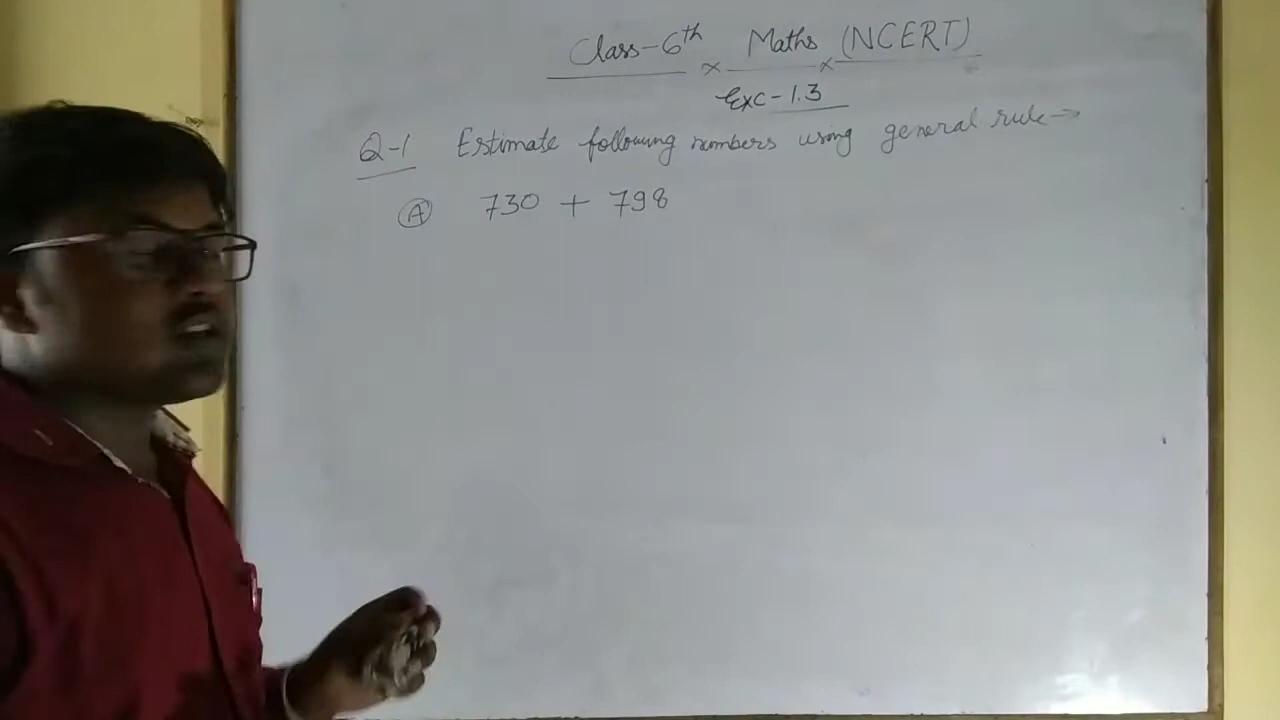 Class-6th × Maths × (NCERT)
Exc-1.3
Q-1 Estimate following numbers using general rule→
(A) 730 + 798